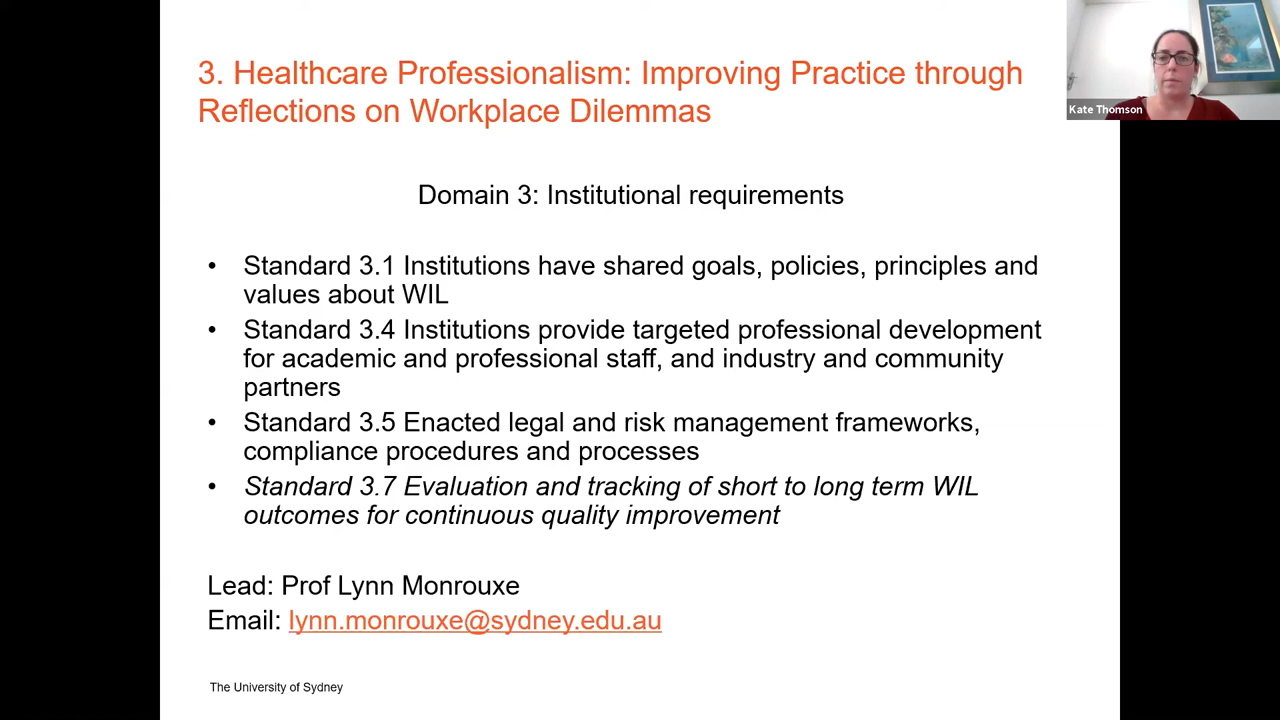 3. Healthcare Professionalism: Improving Practice through
Reflections on Workplace Dilemmas
Kate Thomson
Domain 3: Institutional requirements
• Standard 3.1 Institutions have shared goals, policies, principles and
values about WIL
• Standard 3.4 Institutions provide targeted professional development
for academic and professional staff, and industry and community
partners
• Standard 3.5 Enacted legal and risk management frameworks,
compliance procedures and processes
• Standard 3.7 Evaluation and tracking of short to long term WIL
outcomes for continuous quality improvement
Lead: Prof Lynn Monrouxe
Email: lynn.monrouxe@sydney.edu.au
The University of Sydney